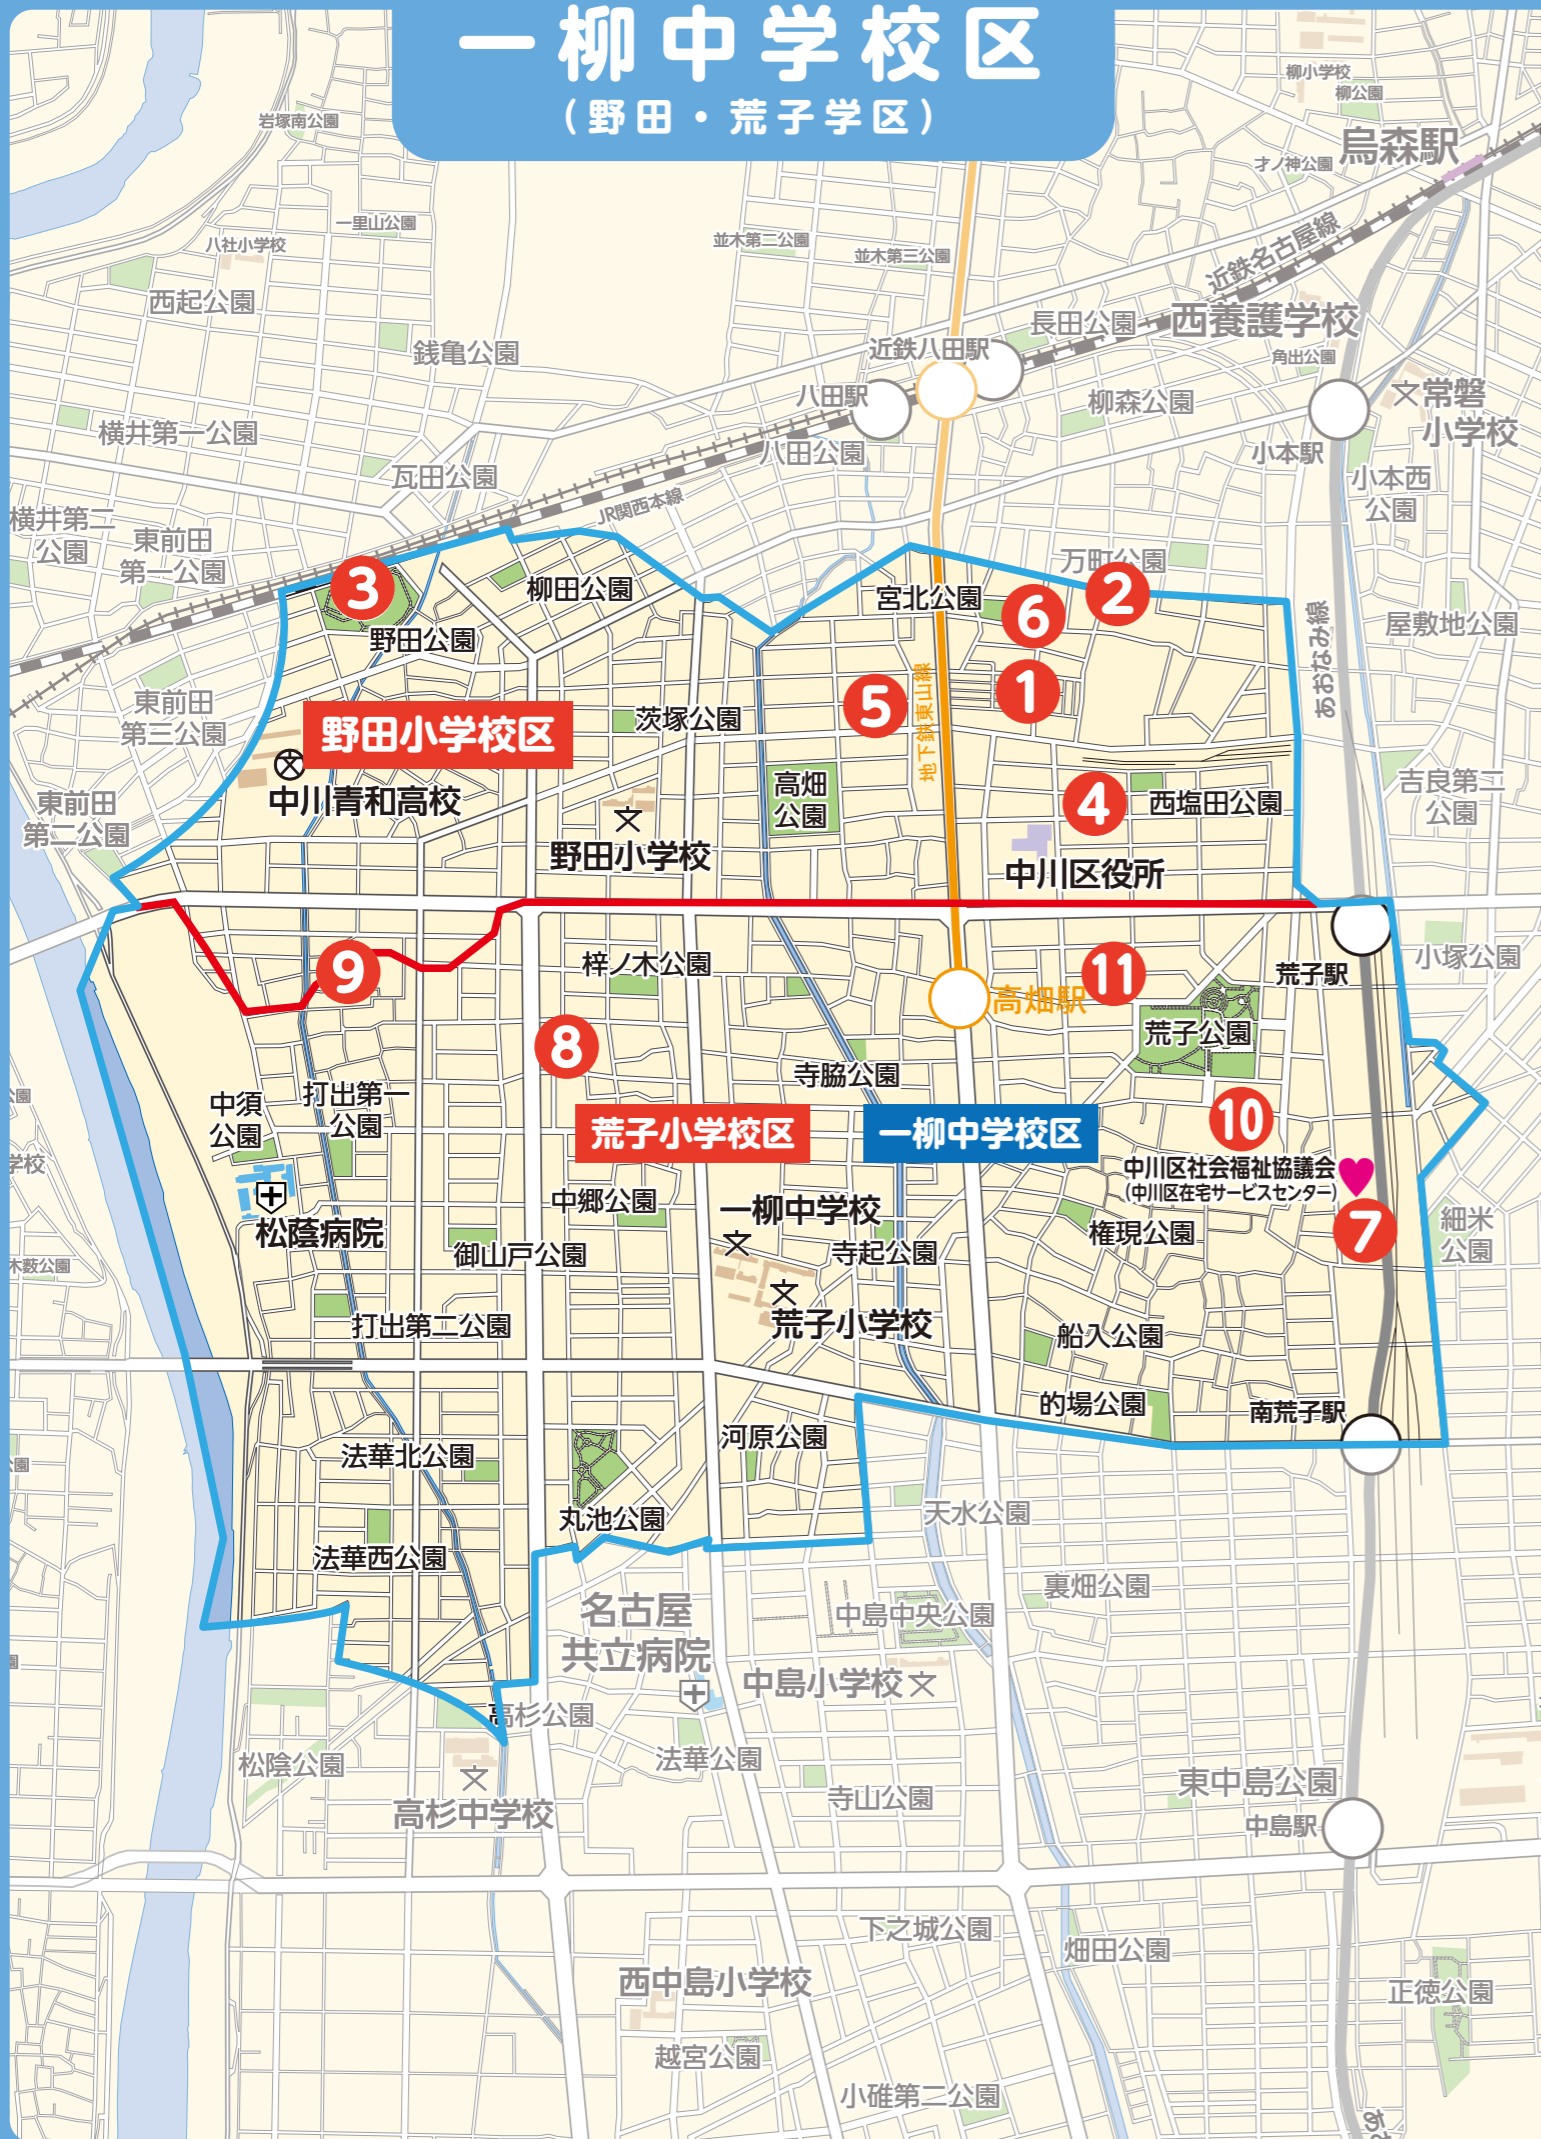 一柳中学校区
(野田・荒子学区)
柳小学校
柳公園
岩塚南公園
烏森駅
才ノ神公園
一里山公園
八社小学校
並木第二公園
並木第三公園
近鉄名古屋線
西起公園
長田公園
西養護学校
銭亀公園
近鉄八田駅
角出公園
八田駅
柳森公園
常磐
小学校
横井第一公園
八田公園
小本駅
瓦田公園
小本西
公園
JR関西本線
横井第二
公園
東前田
第一公園
万町公園
3
柳田公園
宮北公園
6
2
野田公園
屋敷地公園
あおなみ線
東前田
第三公園
5
地下鉄東山線
1
茨塚公園
野田小学校区
高畑
公園
4
西塩田公園
吉良第二
公園
中川青和高校
東前田
第二公園
野田小学校
中川区役所
9
梓ノ木公園
11
荒子駅
小塚公園
高畑駅
荒子公園
8
寺脇公園
中須
公園
打出第一
公園
公園
10
荒子小学校区
一柳中学校区
学校
中川区社会福祉協議会
(中川区在宅サービスセンター)
中郷公園
一柳中学校
7
細米
公園
松蔭病院
御山戸公園
寺起公園
権現公園
木薮公園
打出第二公園
荒子小学校
船入公園
的場公園
南荒子駅
河原公園
法華北公園
公園
丸池公園
天水公園
法華西公園
裏畑公園
名古屋
共立病院
中島中央公園
園
中島小学校
高杉公園
法華公園
松陰公園
東中島公園
寺山公園
高杉中学校
中島駅
下之城公園
畑田公園
西中島小学校
正徳公園
越宮公園
小碓第二公園
あお